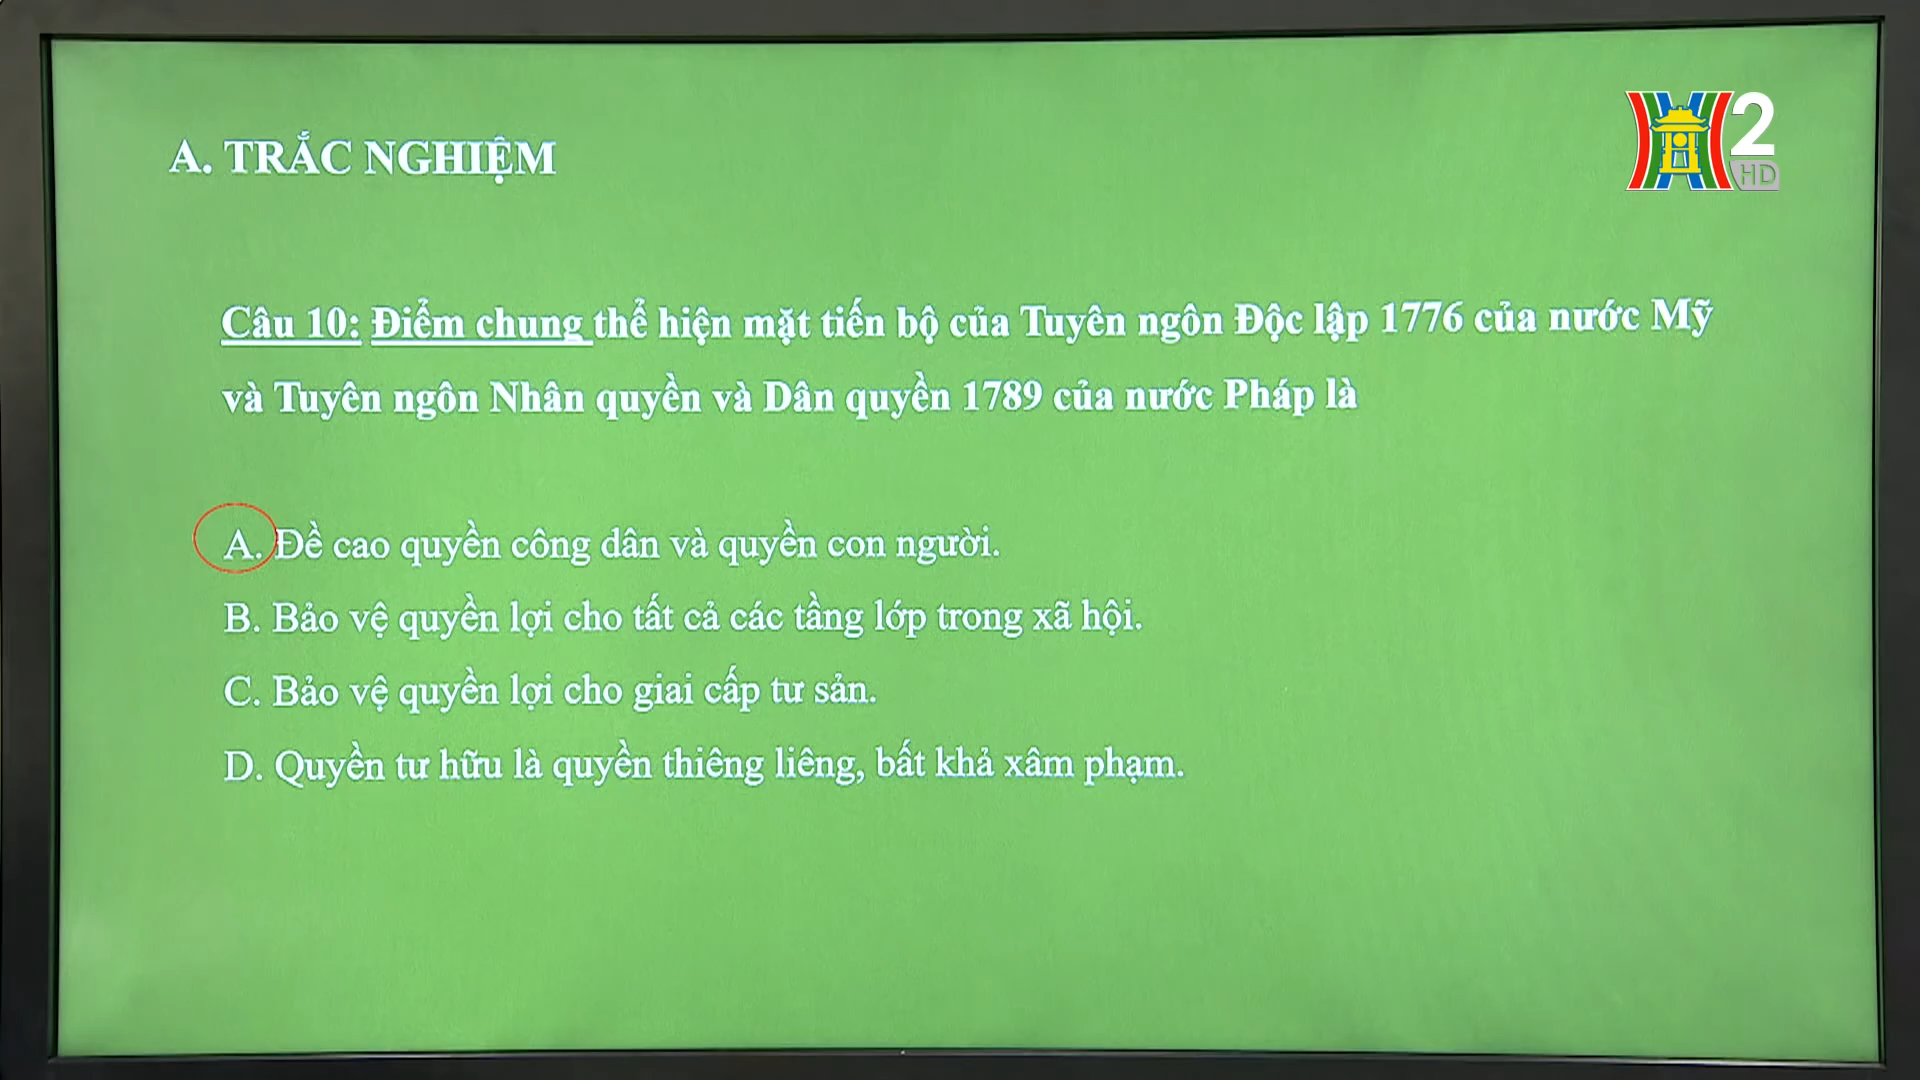 2
HD
A. TRẮC NGHIỆM
Câu 10: Điểm chung thể hiện mặt tiến bộ của Tuyên ngôn Độc lập 1776 của nước Mỹ
và Tuyên ngôn Nhân quyền và Dân quyền 1789 của nước Pháp là
A. Đề cao quyền công dân và quyền con người.
B. Bảo vệ quyền lợi cho tất cả các tầng lớp trong xã hội.
C. Bảo vệ quyền lợi cho giai cấp tư sản.
D. Quyền tư hữu là quyền thiêng liêng, bất khả xâm phạm.